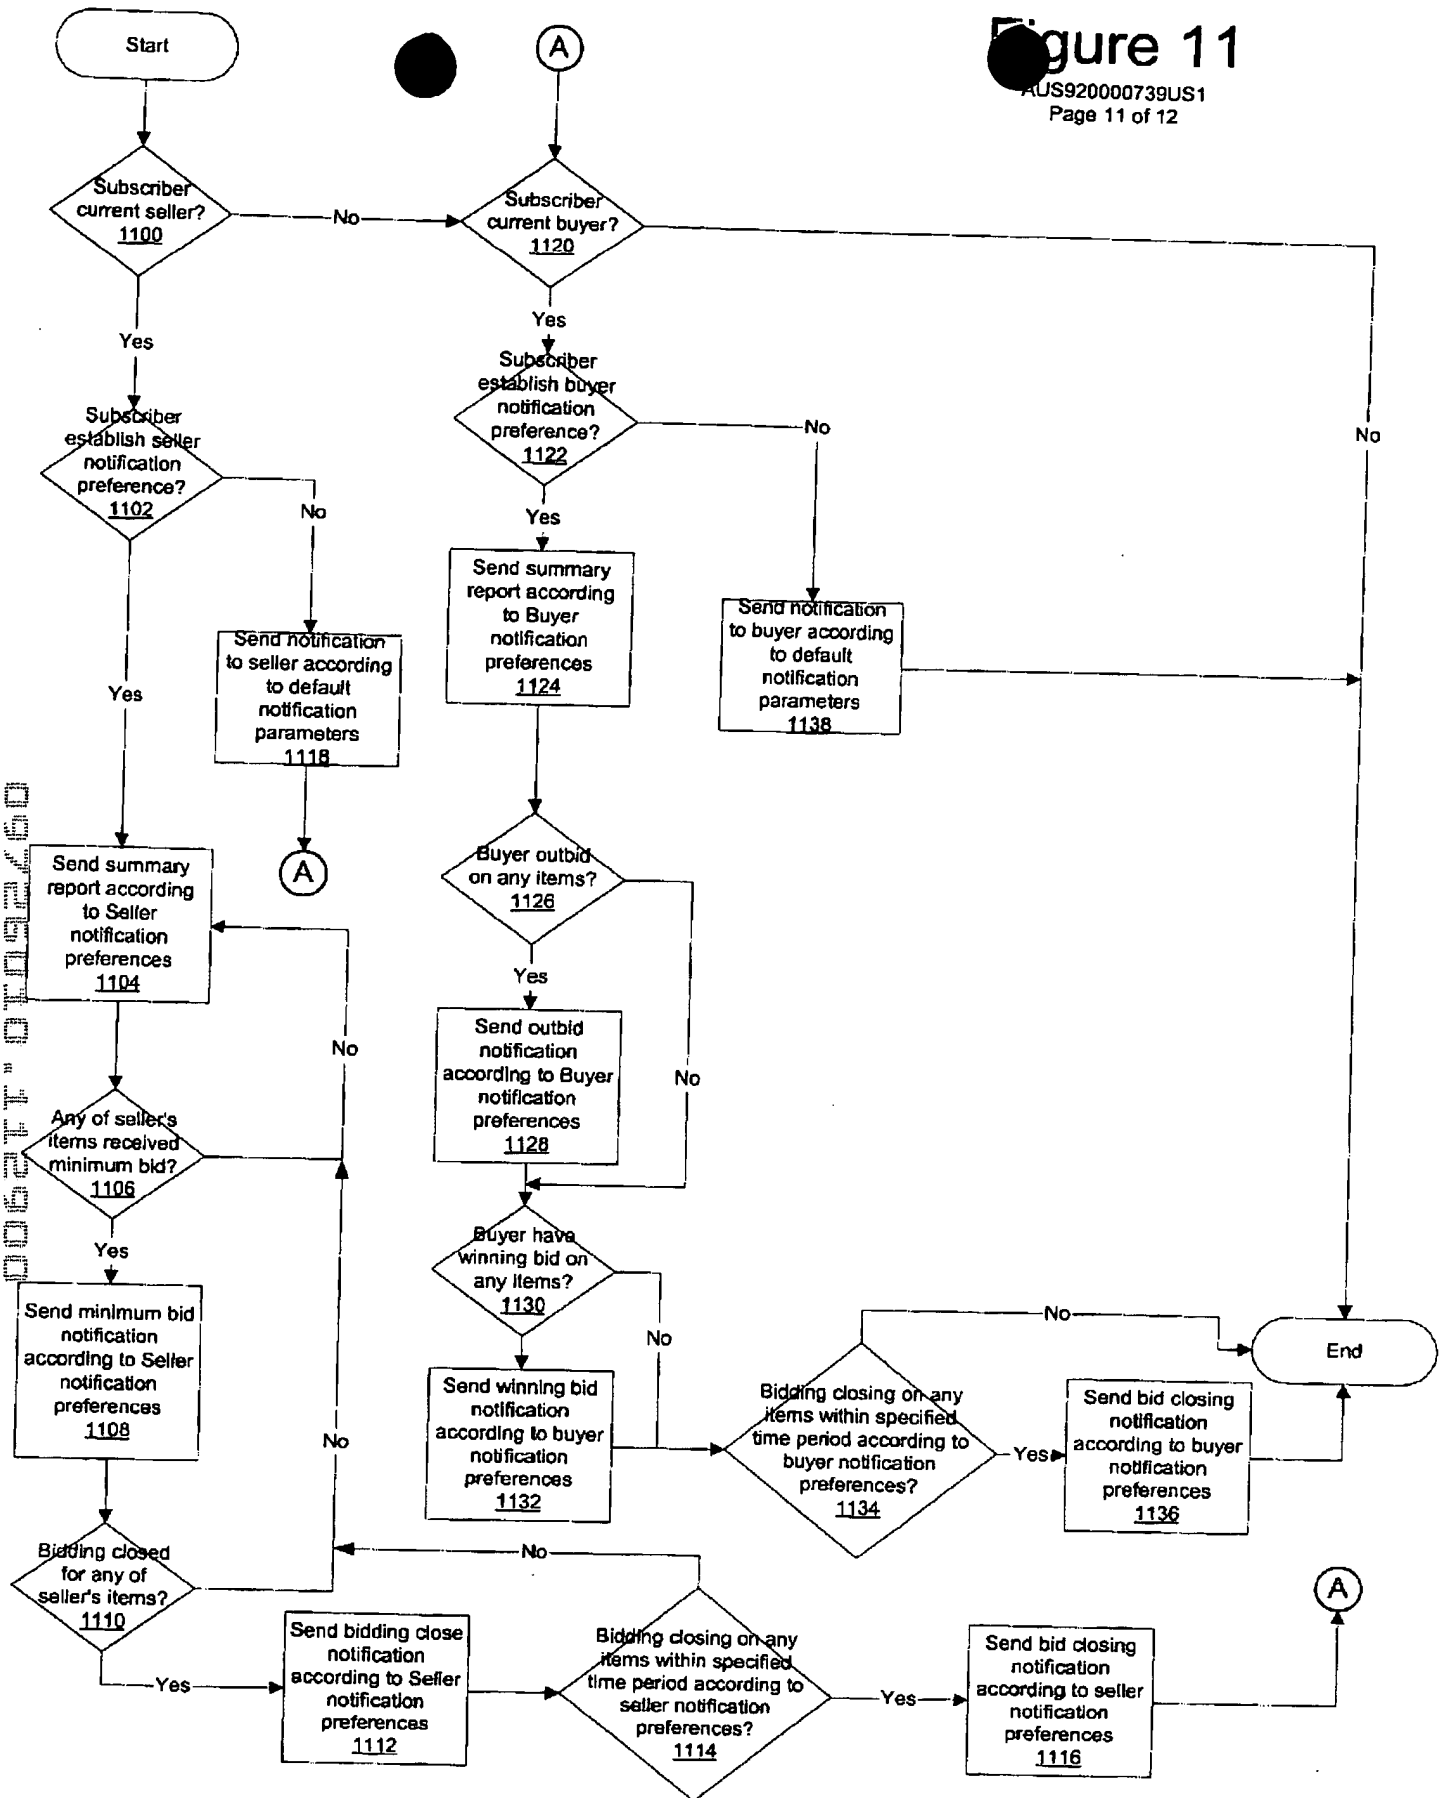 Figure 11
AUS920000739US1
Page 11 of 12
Start
A
Subscriber
current seller?
1100
No
Subscriber
current buyer?
1120
Yes
Yes
No
Subscriber
establish seller
notification
preference?
1102
No
Subscriber
establish buyer
notification
preference?
1122
No
Yes
Yes
Send notification
to seller according
to default
notification
parameters
1118
A
Send summary
report according
to Buyer
notification
preferences
1124
Send notification
to buyer according
to default
notification
parameters
1138
Send summary
report according
to Seller
notification
preferences
1104
No
Buyer outbid
on any items?
1126
Yes
No
Any of seller's
items received
minimum bid?
1106
Yes
Send outbid
notification
according to Buyer
notification
preferences
1128
Send minimum bid
notification
according to Seller
notification
preferences
1108
No
Buyer have
winning bid on
any items?
1130
No
Send winning bid
notification
according to buyer
notification
preferences
1132
Bidding closing on any
items within specified
time period according to
buyer notification
preferences?
1134
No
Yes
Send bid closing
notification
according to buyer
notification
preferences
1136
End
Bidding closed
for any of
seller's items?
1110
Yes
Send bidding close
notification
according to Seller
notification
preferences
1112
No
Bidding closing on any
items within specified
time period according to
seller notification
preferences?
1114
Yes
Send bid closing
notification
according to seller
notification
preferences
1116
A